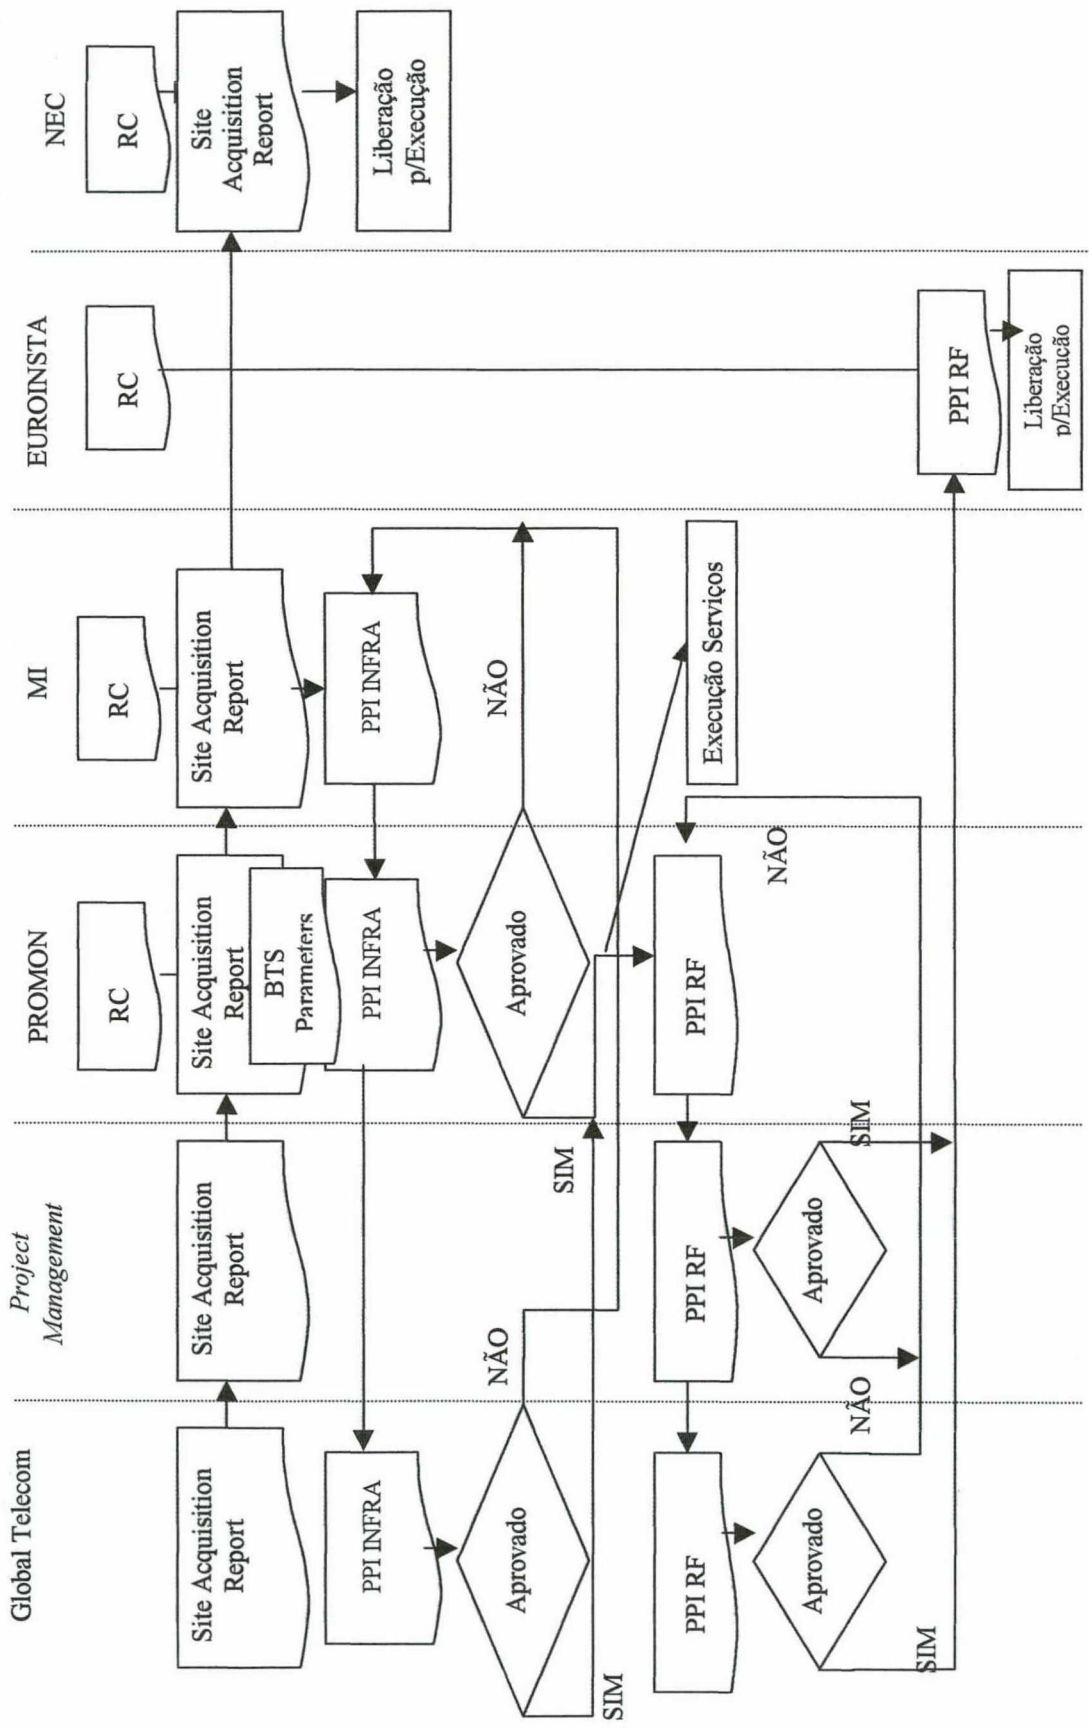 Global Telecom
Project
Management
PROMON
MI
EUROINSTA
NEC
RC
RC
RC
RC
Site Acquisition
Report
Site Acquisition
Report
Site Acquisition
Report
BTS
Parameters
Site Acquisition
Report
Site
Acquisition
Report
PPI INFRA
PPI INFRA
PPI INFRA
Liberação
p/Execução
Aprovado
NÃO
SIM
SIM
Aprovado
NÃO
Execução Serviços
PPI RF
PPI RF
PPI RF
NÃO
Aprovado
NÃO
SIM
Aprovado
SIM
PPI RF
Liberação
p/Execucão